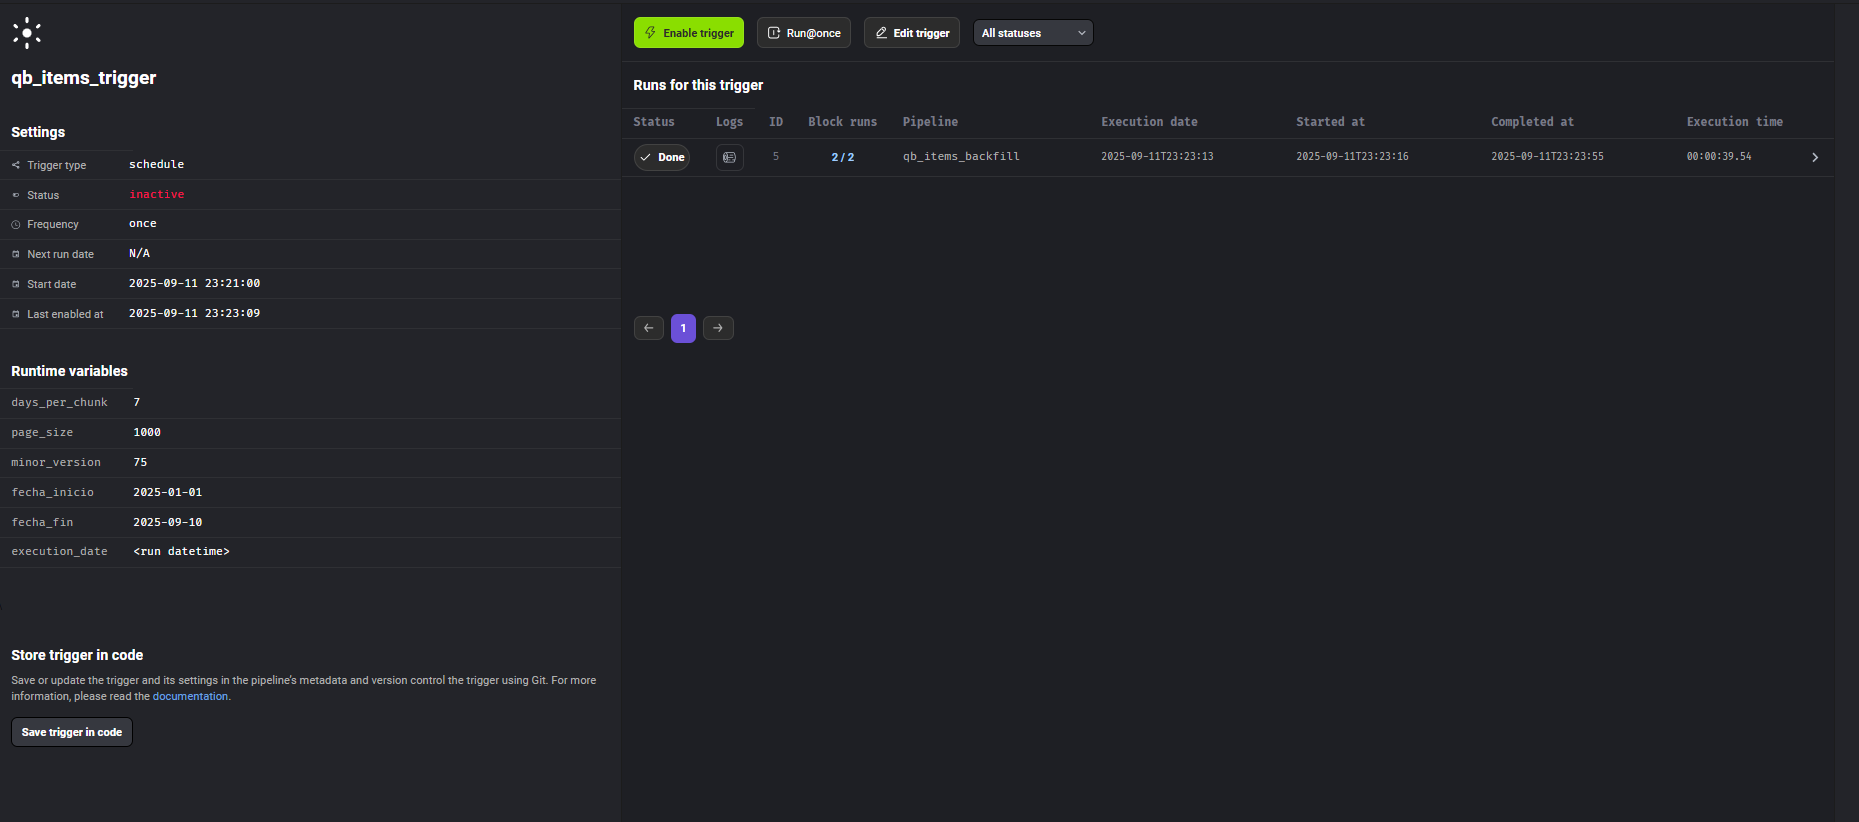 qb_items_trigger
Settings
Trigger type schedule
Status inactive
Frequency once
Next run date N/A
Start date 2025-09-11 23:21:00
Last enabled at 2025-09-11 23:23:09
Runtime variables
days_per_chunk 7
page_size 1000
minor_version 75
fecha_inicio 2025-01-01
fecha_fin 2025-09-10
execution_date <run datetime>
Store trigger in code
Save or update the trigger and its settings in the pipeline's metadata and version control the trigger using Git. For more
information, please read the documentation.
Save trigger in code
Enable trigger Run@once Edit trigger All statuses
Runs for this trigger
Status Logs ID Block runs Pipeline Execution date Started at Completed at Execution time
Done 5 2/2 qb_items_backfill 2025-09-11T23:23:13 2025-09-11T23:23:16 2025-09-11T23:23:55 00:00:39.54
1